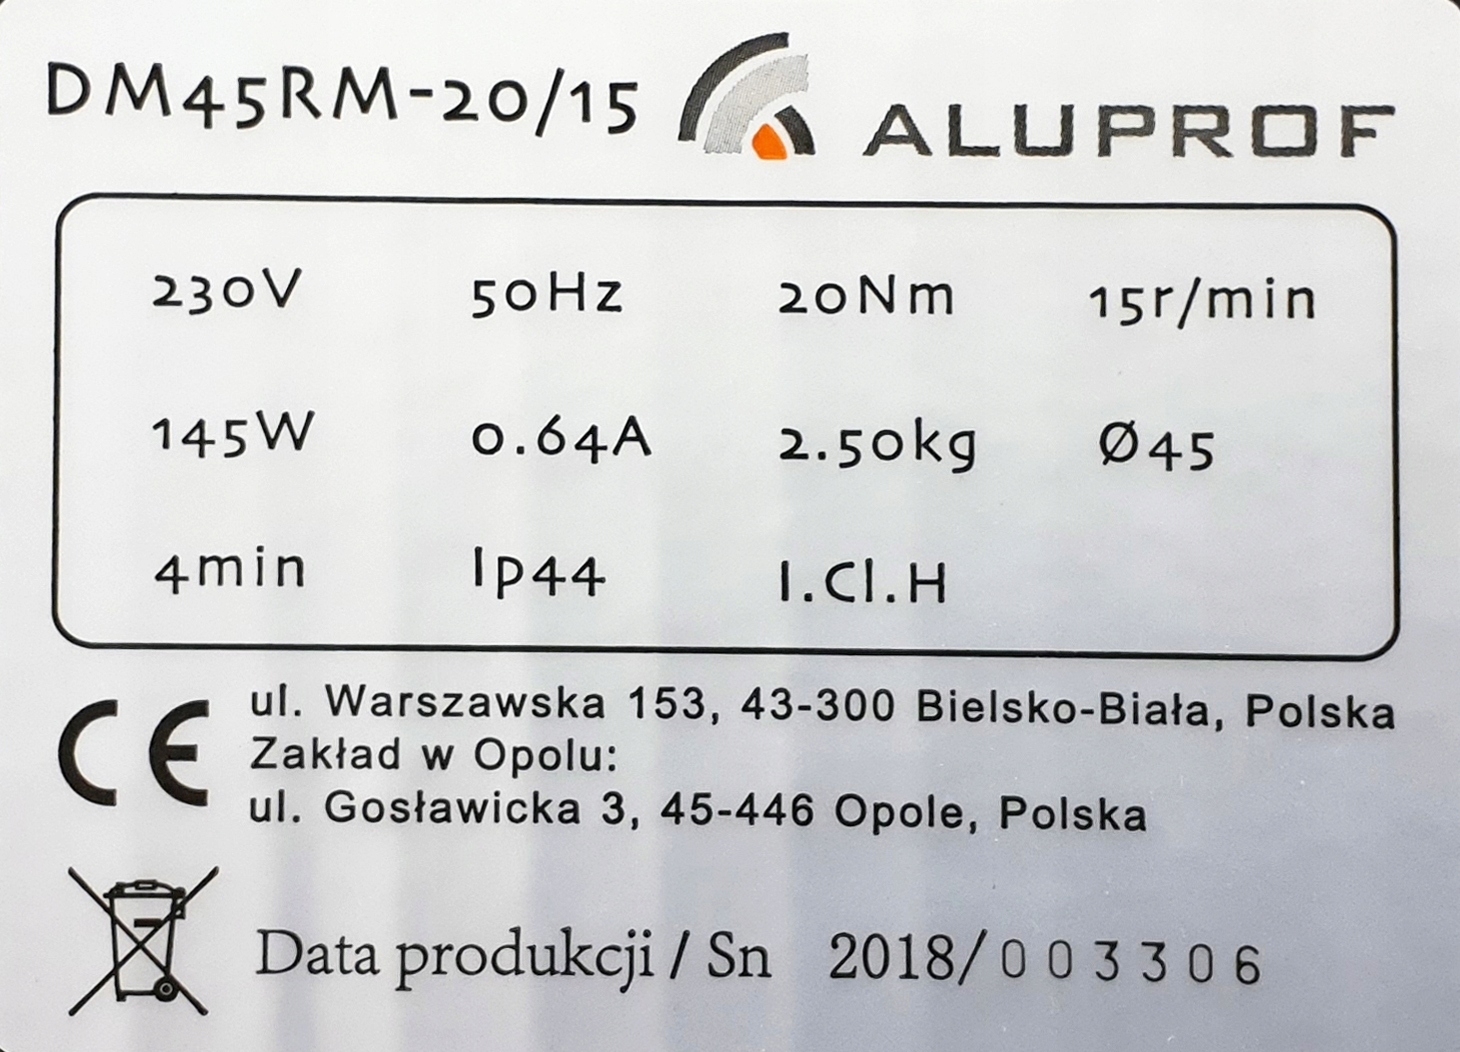 DM45RM-20/15 ALUPROF
230V 50Hz 20Nm 15r/min
145W 0.64A 2.50kg Ø45
4min Ip44 I.Cl.H
CE ul. Warszawska 153, 43-300 Bielsko-Biała, Polska
Zakład w Opolu:
ul. Gosławicka 3, 45-446 Opole, Polska
Data produkcji / Sn 2018/003306